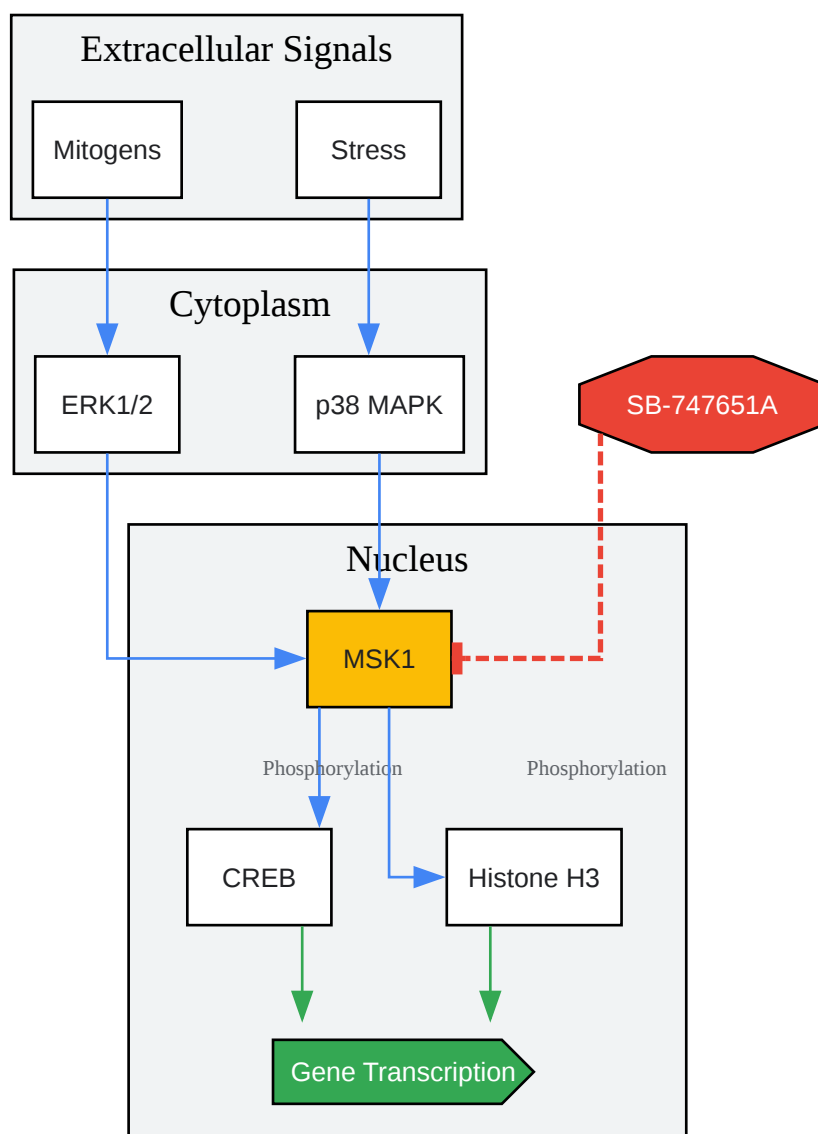 Extracellular Signals
Mitogens
Stress
Cytoplasm
ERK1/2
p38 MAPK
SB-747651A
Nucleus
MSK1
Phosphorylation
Phosphorylation
CREB
Histone H3
Gene Transcription